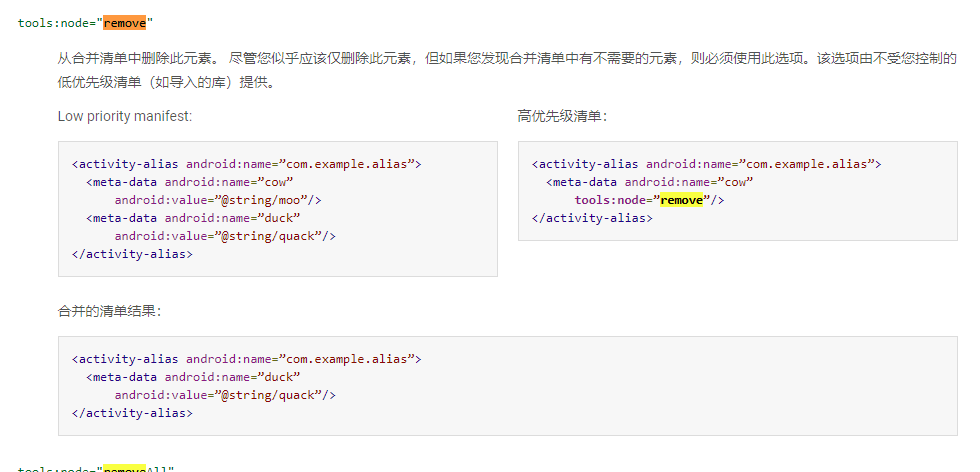 tools:node="remove"
从合并清单中删除此元素。 尽管您似乎应该仅删除此元素，但如果您发现合并清单中有不需要的元素，则必须使用此选项。该选项由不受您控制的
低优先级清单（如导入的库）提供。
Low priority manifest:
<activity-alias android:name=”com.example.alias”>
  <meta-data android:name=”cow”
      android:value=”@string/moo”/>
  <meta-data android:name=”duck”
      android:value=”@string/quack”/>
</activity-alias>
高优先级清单：
<activity-alias android:name=”com.example.alias”>
  <meta-data android:name=”cow”
      tools:node=”remove”/>
</activity-alias>
合并的清单结果：
<activity-alias android:name=”com.example.alias”>
  <meta-data android:name=”duck”
      android:value=”@string/quack”/>
</activity-alias>
tools:node="removeAll"